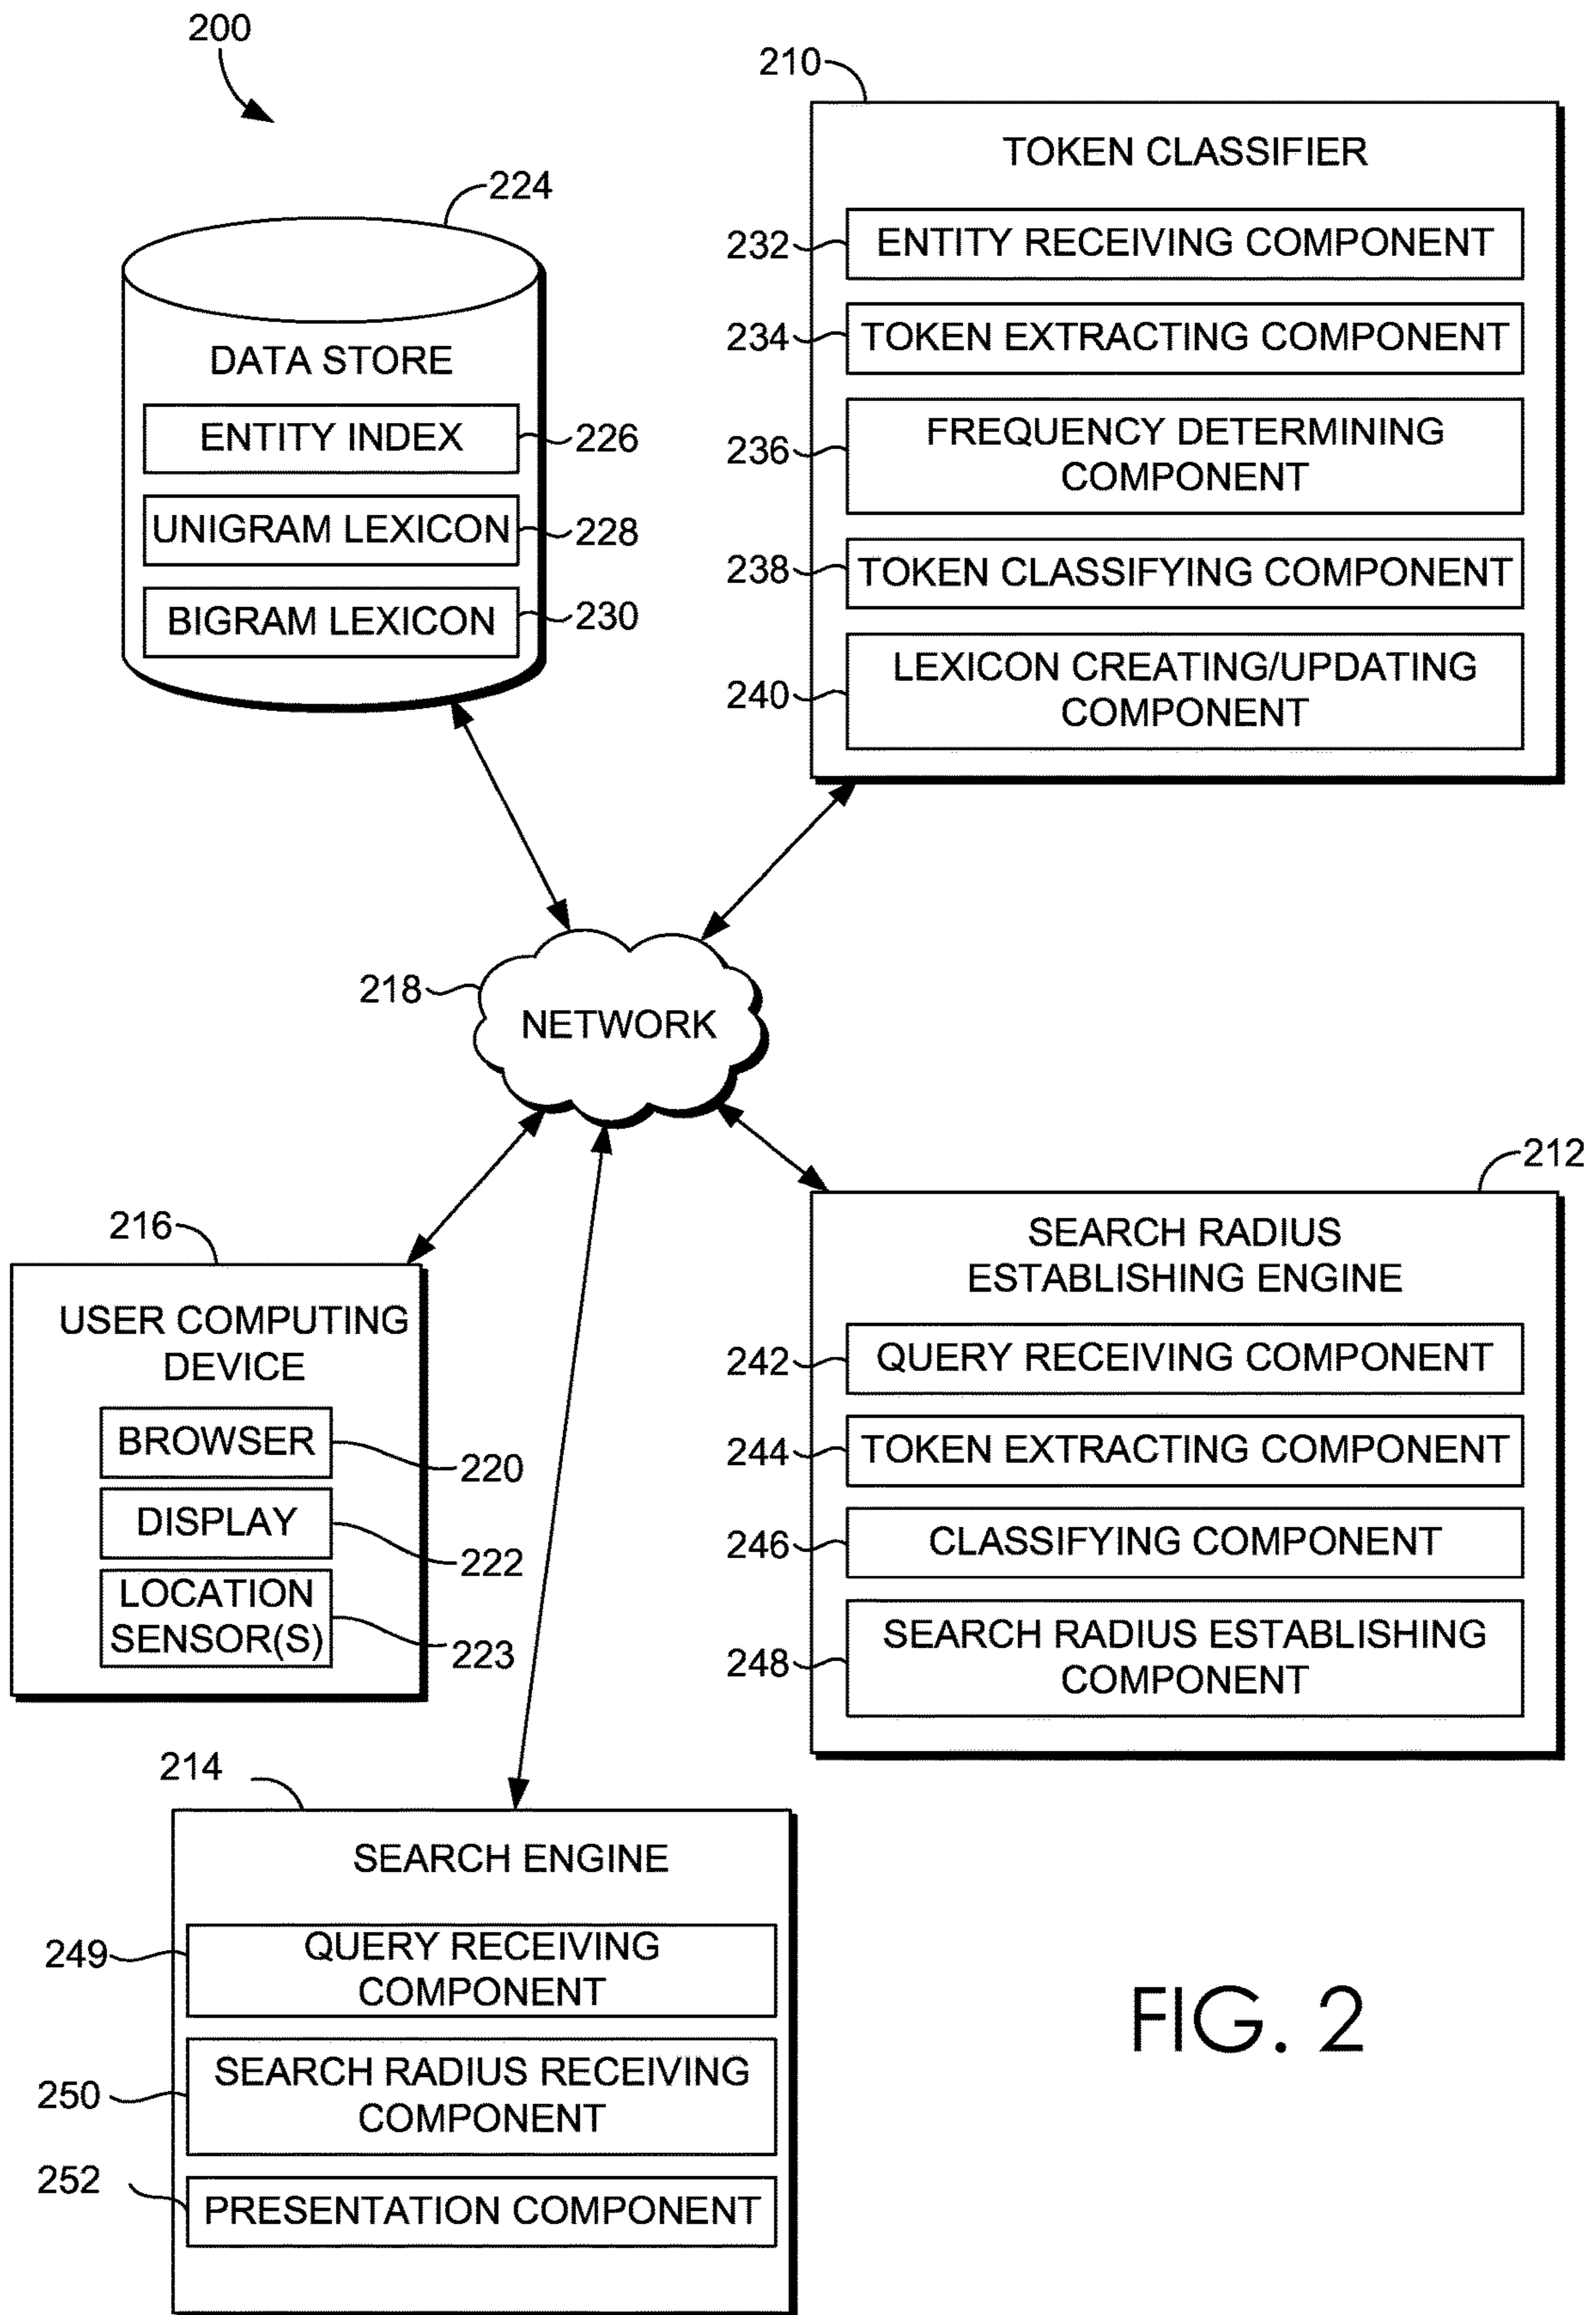 200
224
DATA STORE
ENTITY INDEX
226
UNIGRAM LEXICON
228
BIGRAM LEXICON
230
210
TOKEN CLASSIFIER
232
ENTITY RECEIVING COMPONENT
234
TOKEN EXTRACTING COMPONENT
236
FREQUENCY DETERMINING
COMPONENT
238
TOKEN CLASSIFYING COMPONENT
240
LEXICON CREATING/UPDATING
COMPONENT
218
NETWORK
216
USER COMPUTING
DEVICE
BROWSER
220
DISPLAY
222
LOCATION
SENSOR(S)
223
212
SEARCH RADIUS
ESTABLISHING ENGINE
242
QUERY RECEIVING COMPONENT
244
TOKEN EXTRACTING COMPONENT
246
CLASSIFYING COMPONENT
248
SEARCH RADIUS ESTABLISHING
COMPONENT
214
SEARCH ENGINE
249
QUERY RECEIVING
COMPONENT
250
SEARCH RADIUS RECEIVING
COMPONENT
252
PRESENTATION COMPONENT
FIG. 2